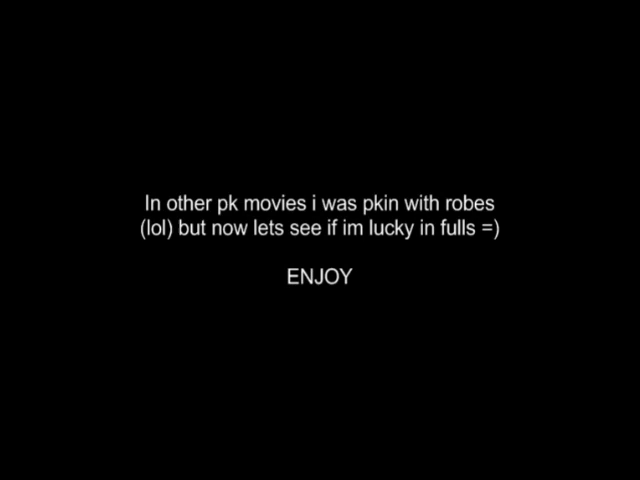 In other pk movies i was pkin with robes
(lol) but now lets see if im lucky in fulls =)
ENJOY